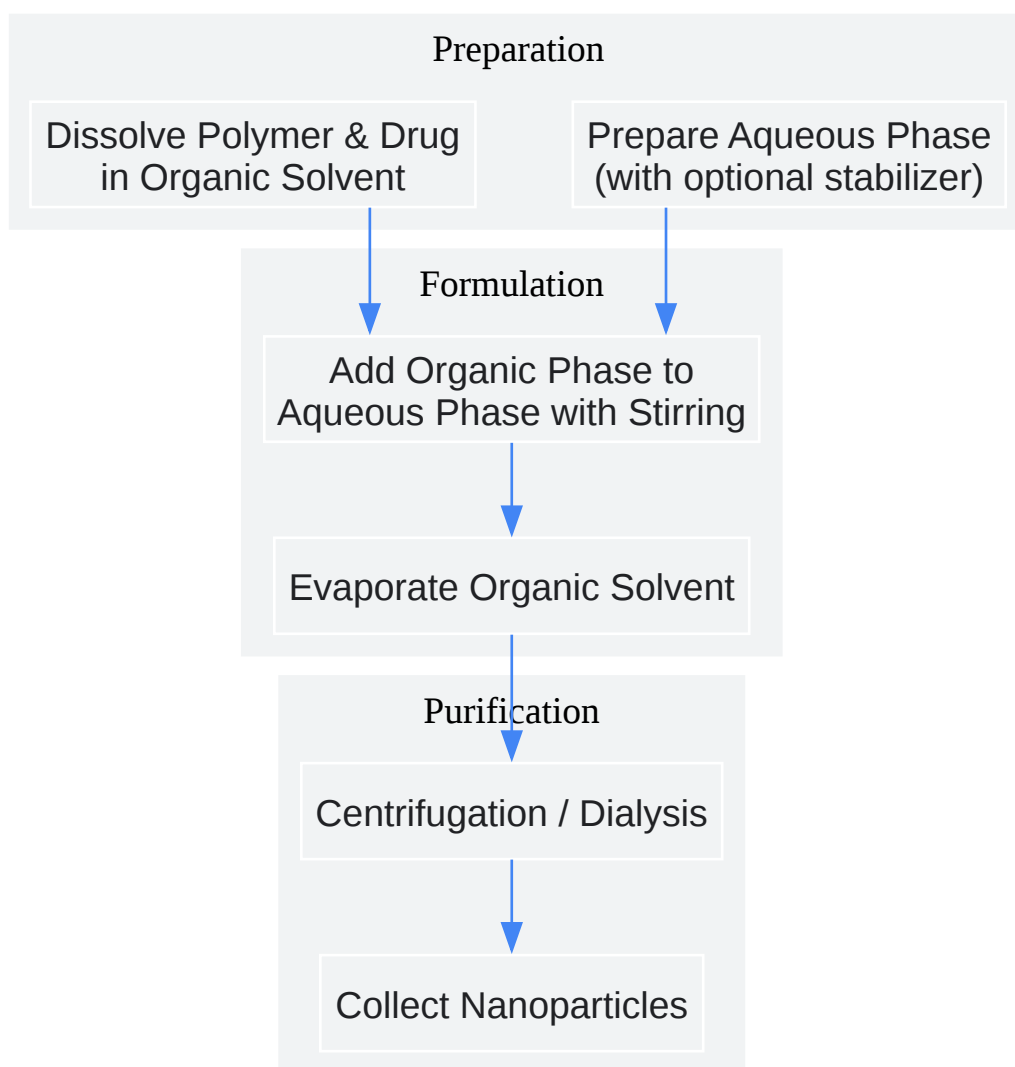 Preparation
Dissolve Polymer & Drug
in Organic Solvent
Prepare Aqueous Phase
(with optional stabilizer)
Formulation
Add Organic Phase to
Aqueous Phase with Stirring
Evaporate Organic Solvent
Purification
Centrifugation / Dialysis
Collect Nanoparticles